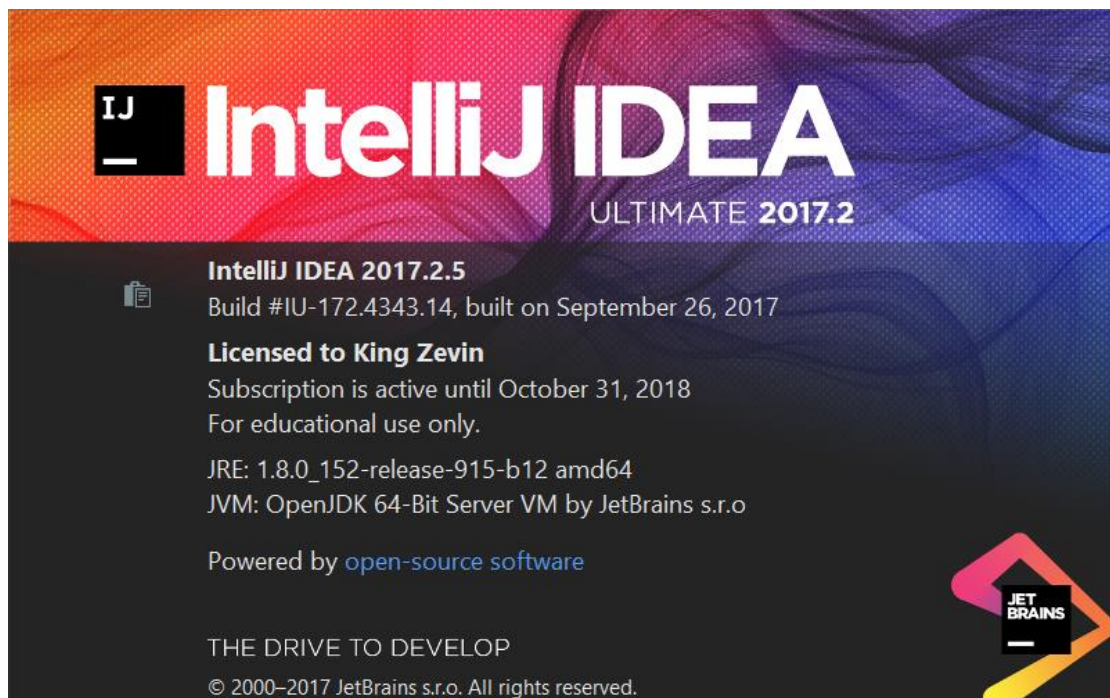 IJ
IntelliJ IDEA
ULTIMATE 2017.2
IntelliJ IDEA 2017.2.5
Build #IU-172.4343.14, built on September 26, 2017
Licensed to King Zevin
Subscription is active until October 31, 2018
For educational use only.
JRE: 1.8.0_152-release-915-b12 amd64
JVM: OpenJDK 64-Bit Server VM by JetBrains s.r.o
Powered by open-source software
JET
BRAINS
THE DRIVE TO DEVELOP
© 2000–2017 JetBrains s.r.o. All rights reserved.